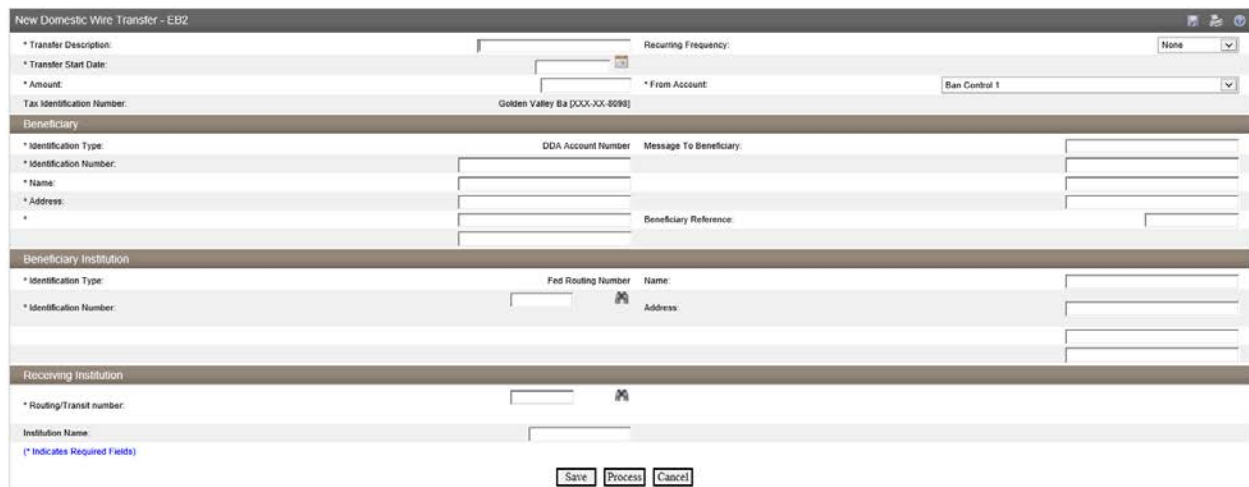 New Domestic Wire Transfer - EB2
* Transfer Description: Recurring Frequency: None
* Transfer Start Date:
* Amount: * From Account: Ban Control 1
Tax Identification Number: Golden Valley Ba [XXX-XX-8098]
Beneficiary
* Identification Type: DDA Account Number Message To Beneficiary:
* Identification Number:
* Name:
* Address:
* Beneficiary Reference:
Beneficiary Institution
* Identification Type: Fed Routing Number Name:
* Identification Number: Address:
Receiving Institution
* Routing/Transit number:
Institution Name:
(* Indicates Required Fields)
Save Process Cancel